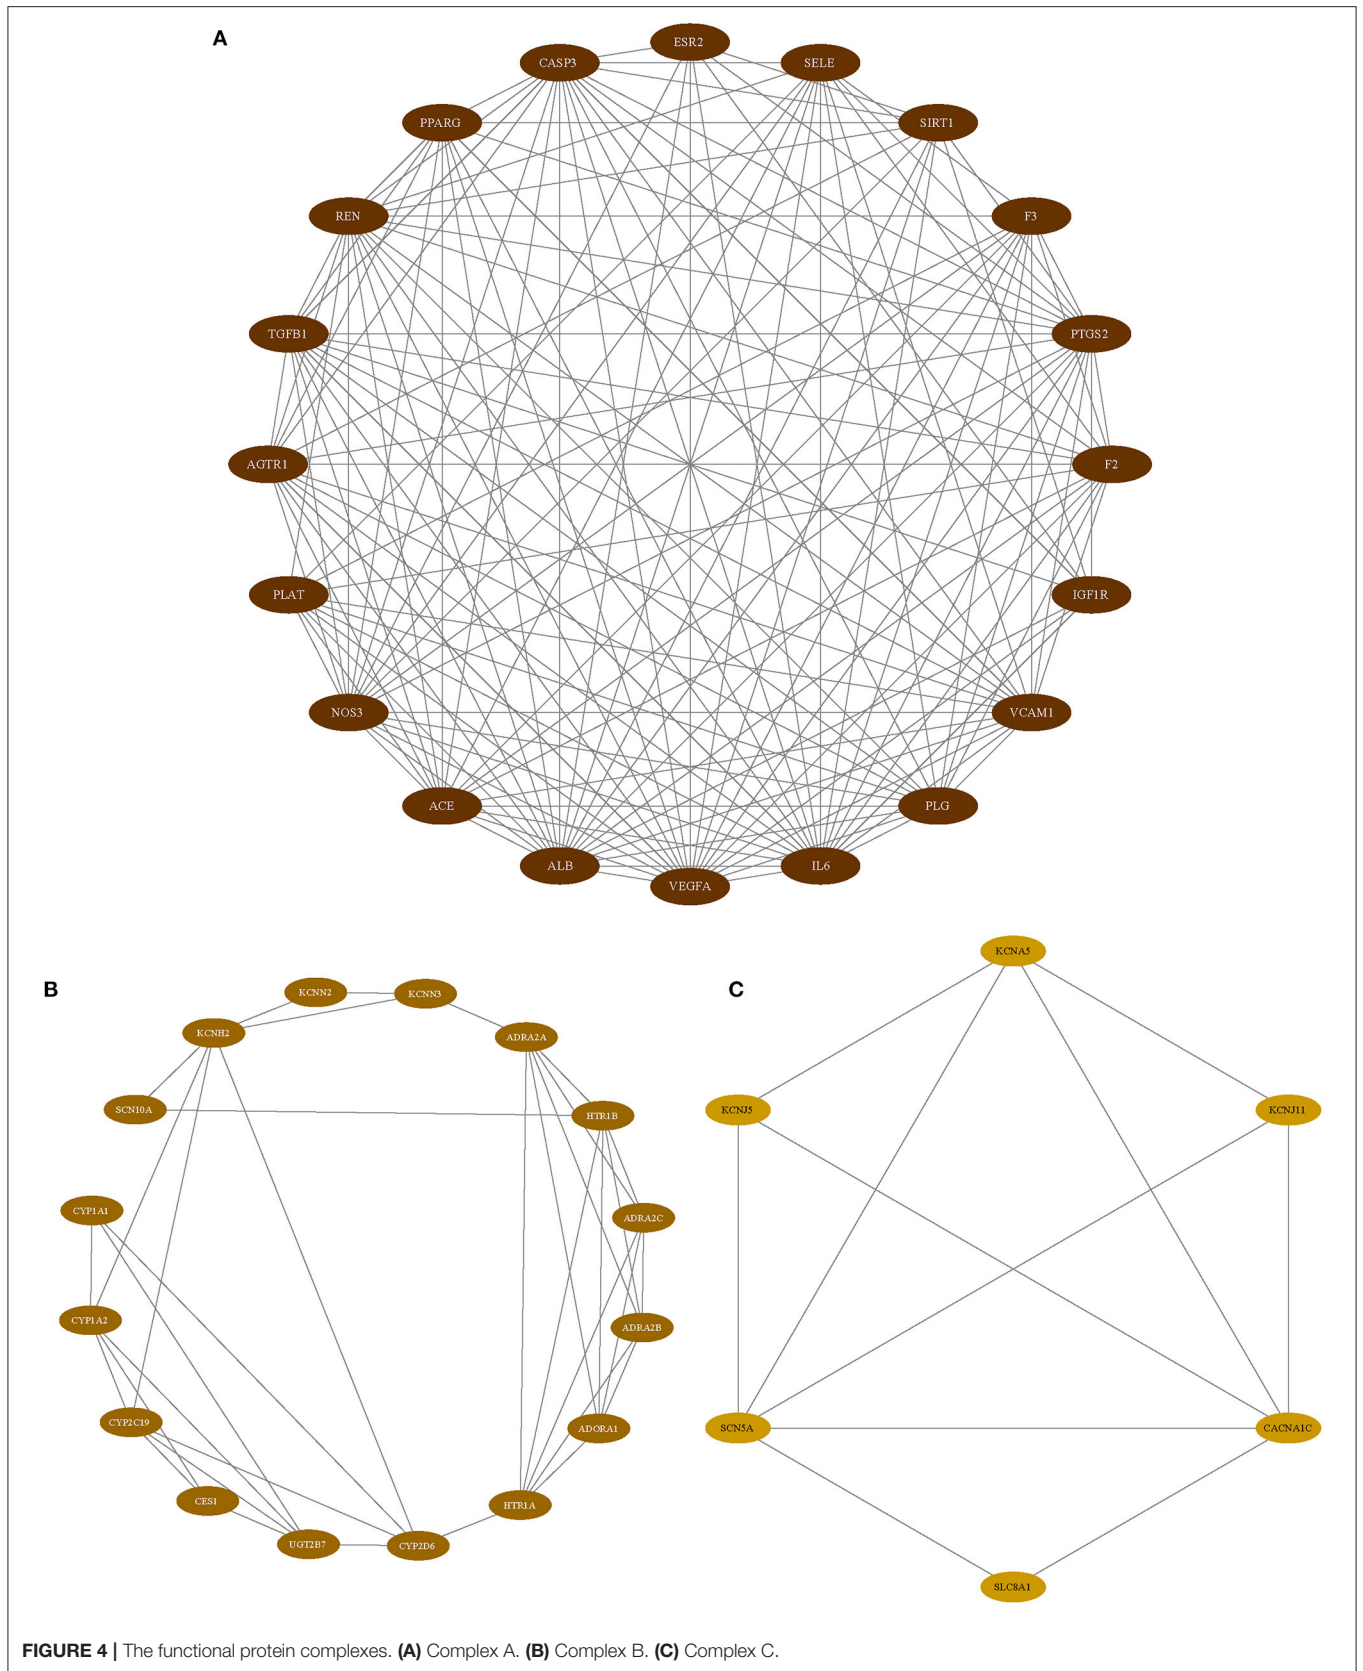 A
ESR2
CASP3
SELE
PPARG
SIRT1
REN
F3
TGFB1
PTGS2
AGTR1
F2
PLAT
IGF1R
NOS3
VCAM1
ACE
PLG
ALB
IL6
VEGFA
B
KCNN2
KCNN3
KCNH2
ADRA2A
SCN10A
HTR1B
CYP1A1
ADRA2C
CYP1A2
ADRA2B
CYP2C19
ADORA1
CES1
HTR1A
UGT2B7
CYP2D6
C
KCNA5
KCNJ5
KCNJ11
SCN5A
CACNA1C
SLC8A1
FIGURE 4 | The functional protein complexes. (A) Complex A. (B) Complex B. (C) Complex C.